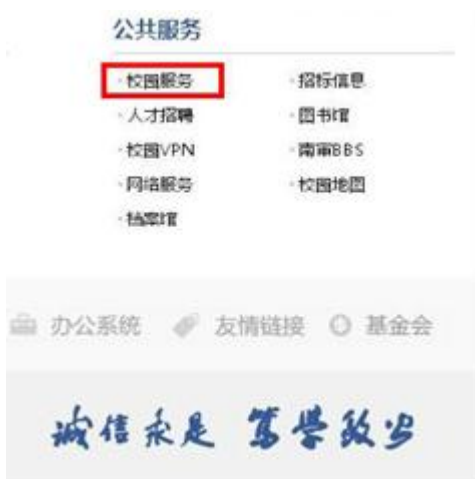 公共服务
·校园服务 ·招标信息
·人才招聘 ·图书馆
·校园VPN ·南审BBS
·网络服务 ·校园地图
·档案馆
办公系统 友情链接 基金会
诚信求是 笃学致公